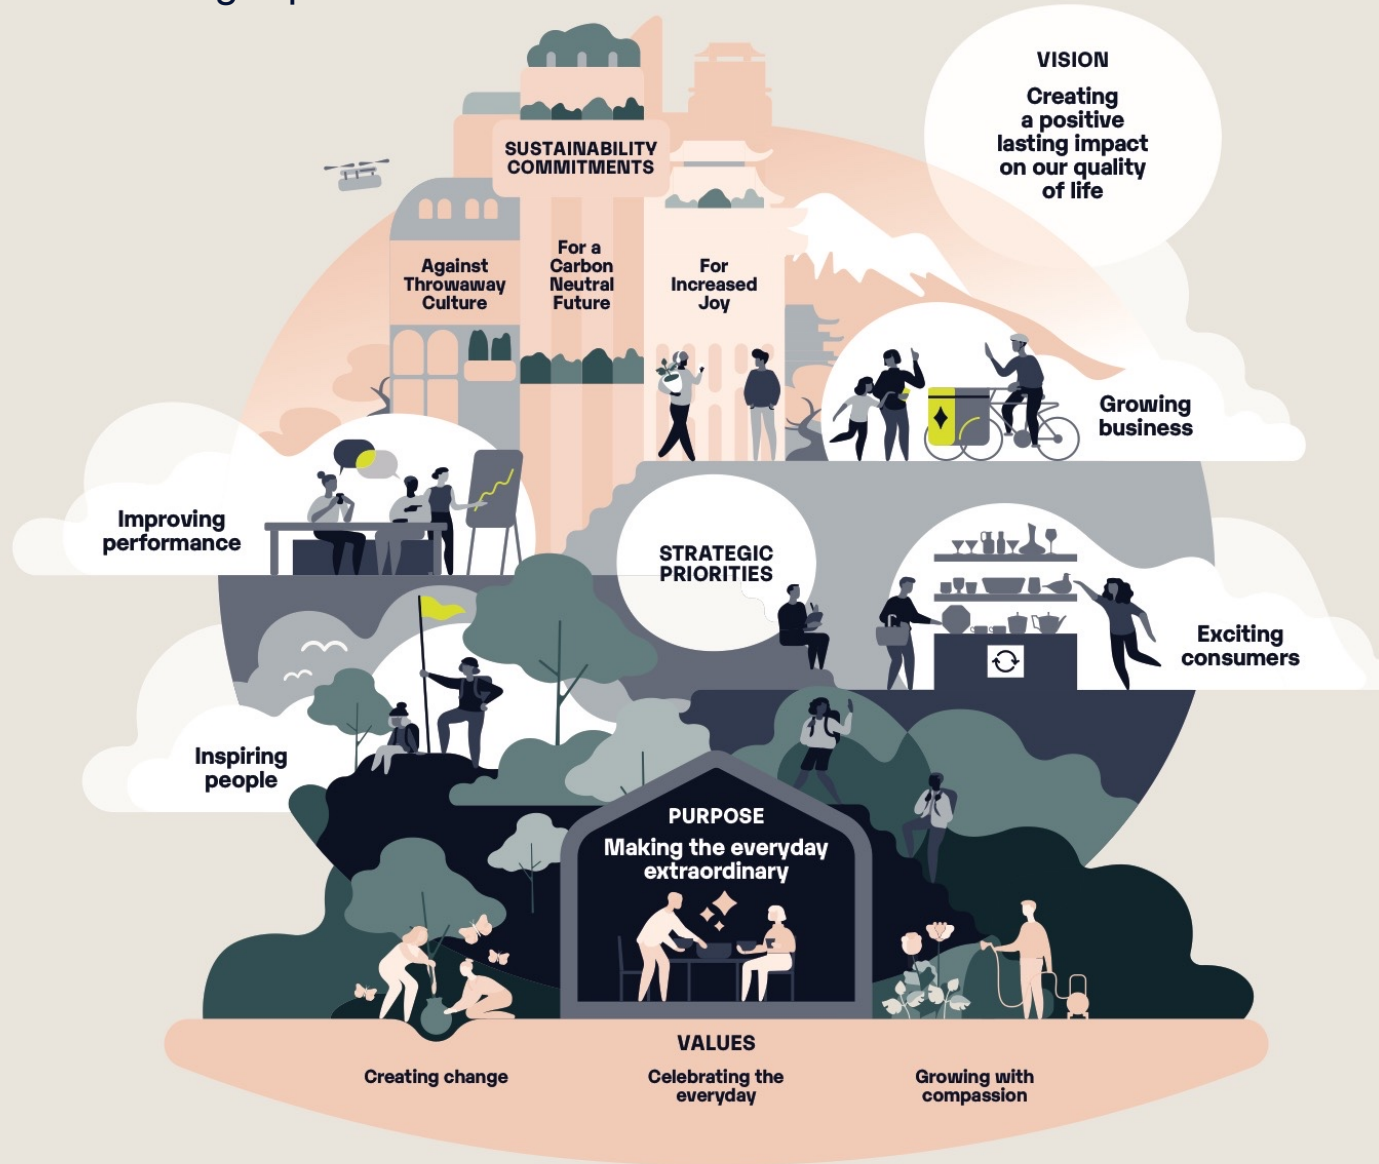 VISION
Creating
a positive
lasting impact
on our quality
of life
SUSTAINABILITY
COMMITMENTS
Against
Throwaway
Culture
For a
Carbon
Neutral
Future
For
Increased
Joy
Growing
business
Improving
performance
STRATEGIC
PRIORITIES
Exciting
consumers
Inspiring
people
PURPOSE
Making the everyday
extraordinary
VALUES
Creating change
Celebrating the
everyday
Growing with
compassion